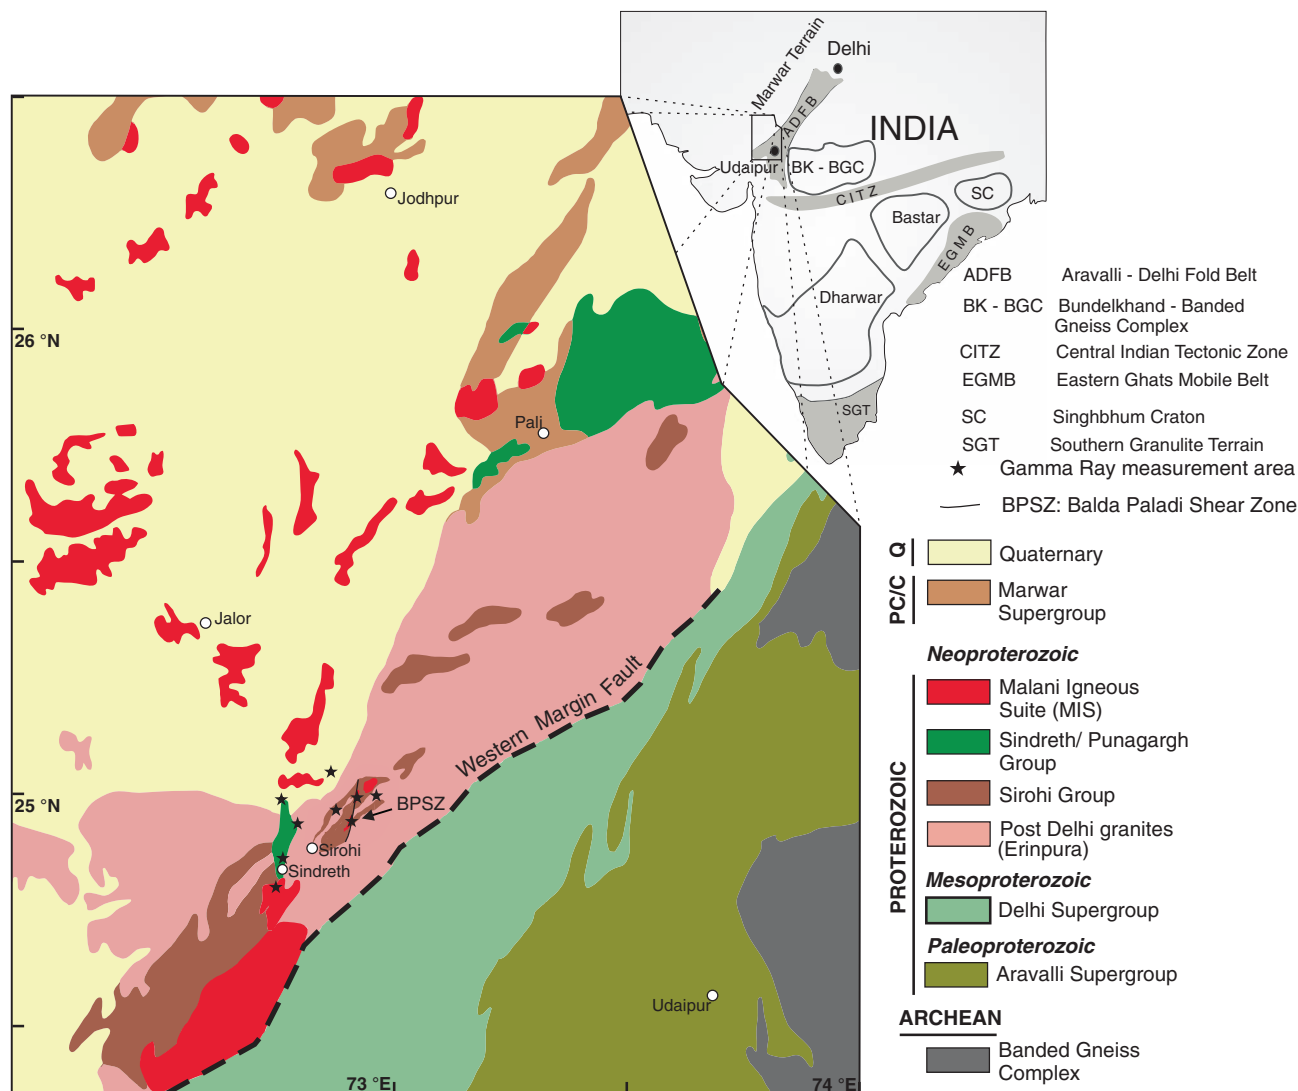 Marwar Terrain
Delhi
ADFB
INDIA
Udaipur
BK - BGC
CITZ
SC
Bastar
EGMB
Dharwar
SGT
ADFB Aravalli - Delhi Fold Belt
BK - BGC Bundelkhand - Banded
Gneiss Complex
CITZ Central Indian Tectonic Zone
EGMB Eastern Ghats Mobile Belt
SC Singhbhum Craton
SGT Southern Granulite Terrain
Gamma Ray measurement area
BPSZ: Balda Paladi Shear Zone
Q
Quaternary
PC/C
Marwar
Supergroup
Neoproterozoic
PROTEROZOIC
Malani Igneous
Suite (MIS)
Sindreth/ Punagargh
Group
Sirohi Group
Post Delhi granites
(Erinpura)
Mesoproterozoic
Delhi Supergroup
Paleoproterozoic
Aravalli Supergroup
ARCHEAN
Banded Gneiss
Complex
Jodhpur
26 °N
Pali
Jalor
Western Margin Fault
25 °N
BPSZ
Sirohi
Sindreth
Udaipur
73 °E
74 °E